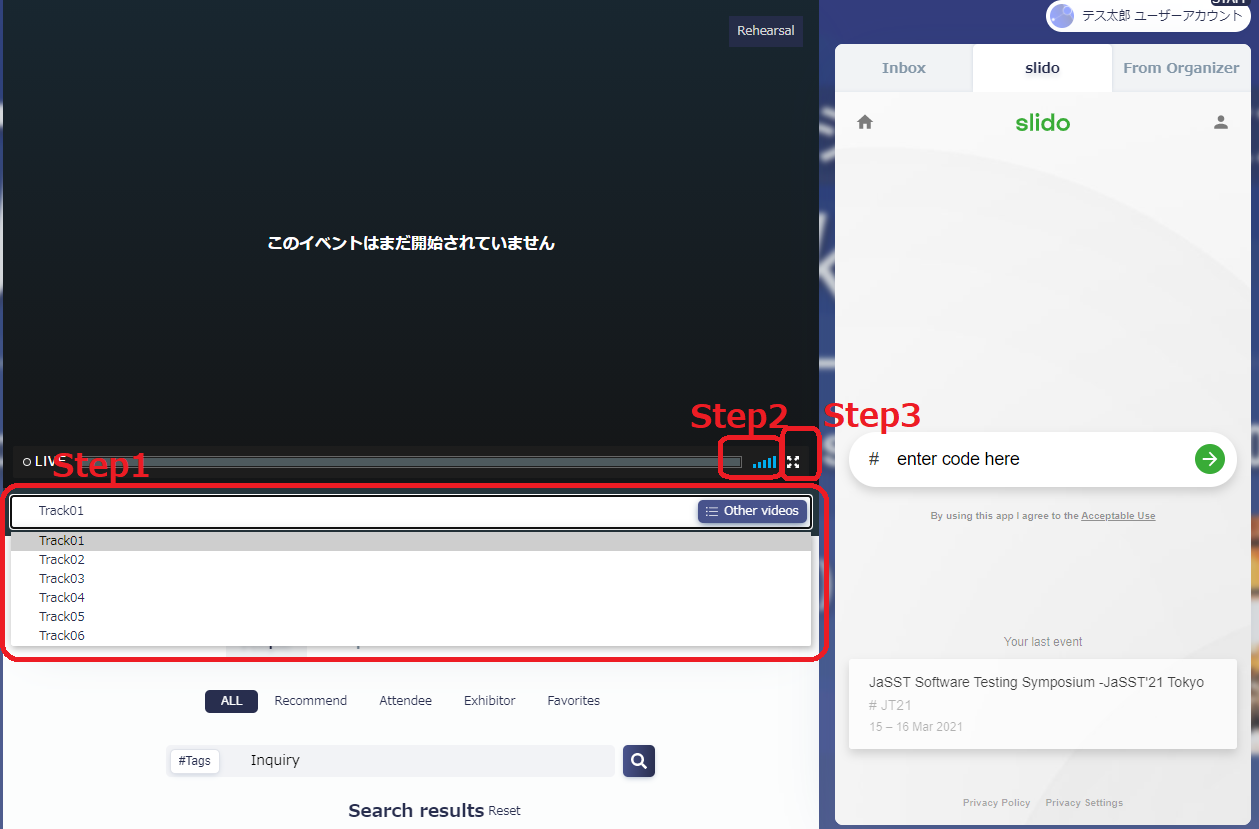 Rehearsal
このイベントはまだ開始されていません
Step2
LIVE
Step1
Track01
Other videos
Track01
Track02
Track03
Track04
Track05
Track06
ALL
Recommend
Attendee
Exhibitor
Favorites
#Tags
Inquiry
Search results Reset
STAFF
テス太郎 ユーザーアカウント
Inbox
slido
From Organizer
slido
Step3
# enter code here
By using this app I agree to the Acceptable Use
Your last event
JaSST Software Testing Symposium -JaSST'21 Tokyo
# JT21
15 – 16 Mar 2021
Privacy Policy
Privacy Settings